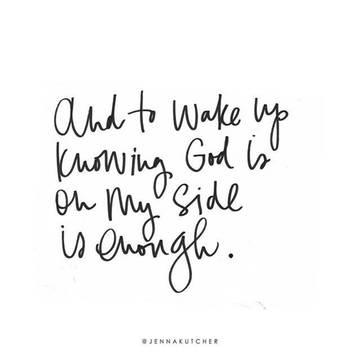 and to wake up
knowing God is
on my side
is enough.
@JENNAKUTCHER